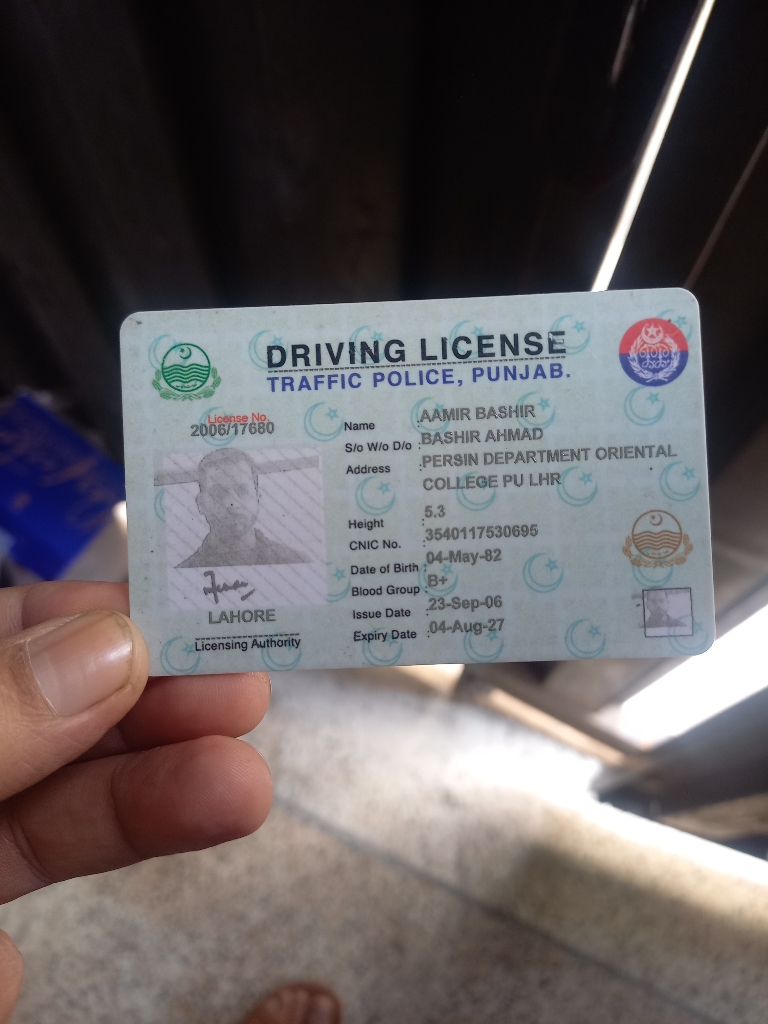 DRIVING LICENSE
TRAFFIC POLICE, PUNJAB.
License No.
2006/17680
Name : AAMIR BASHIR
S/o W/o D/o : BASHIR AHMAD
Address : PERSIN DEPARTMENT ORIENTAL
COLLEGE PU LHR
Height : 5.3
CNIC No. : 3540117530695
Date of Birth : 04-May-82
Blood Group : B+
Issue Date : 23-Sep-06
Expiry Date : 04-Aug-27
LAHORE
Licensing Authority